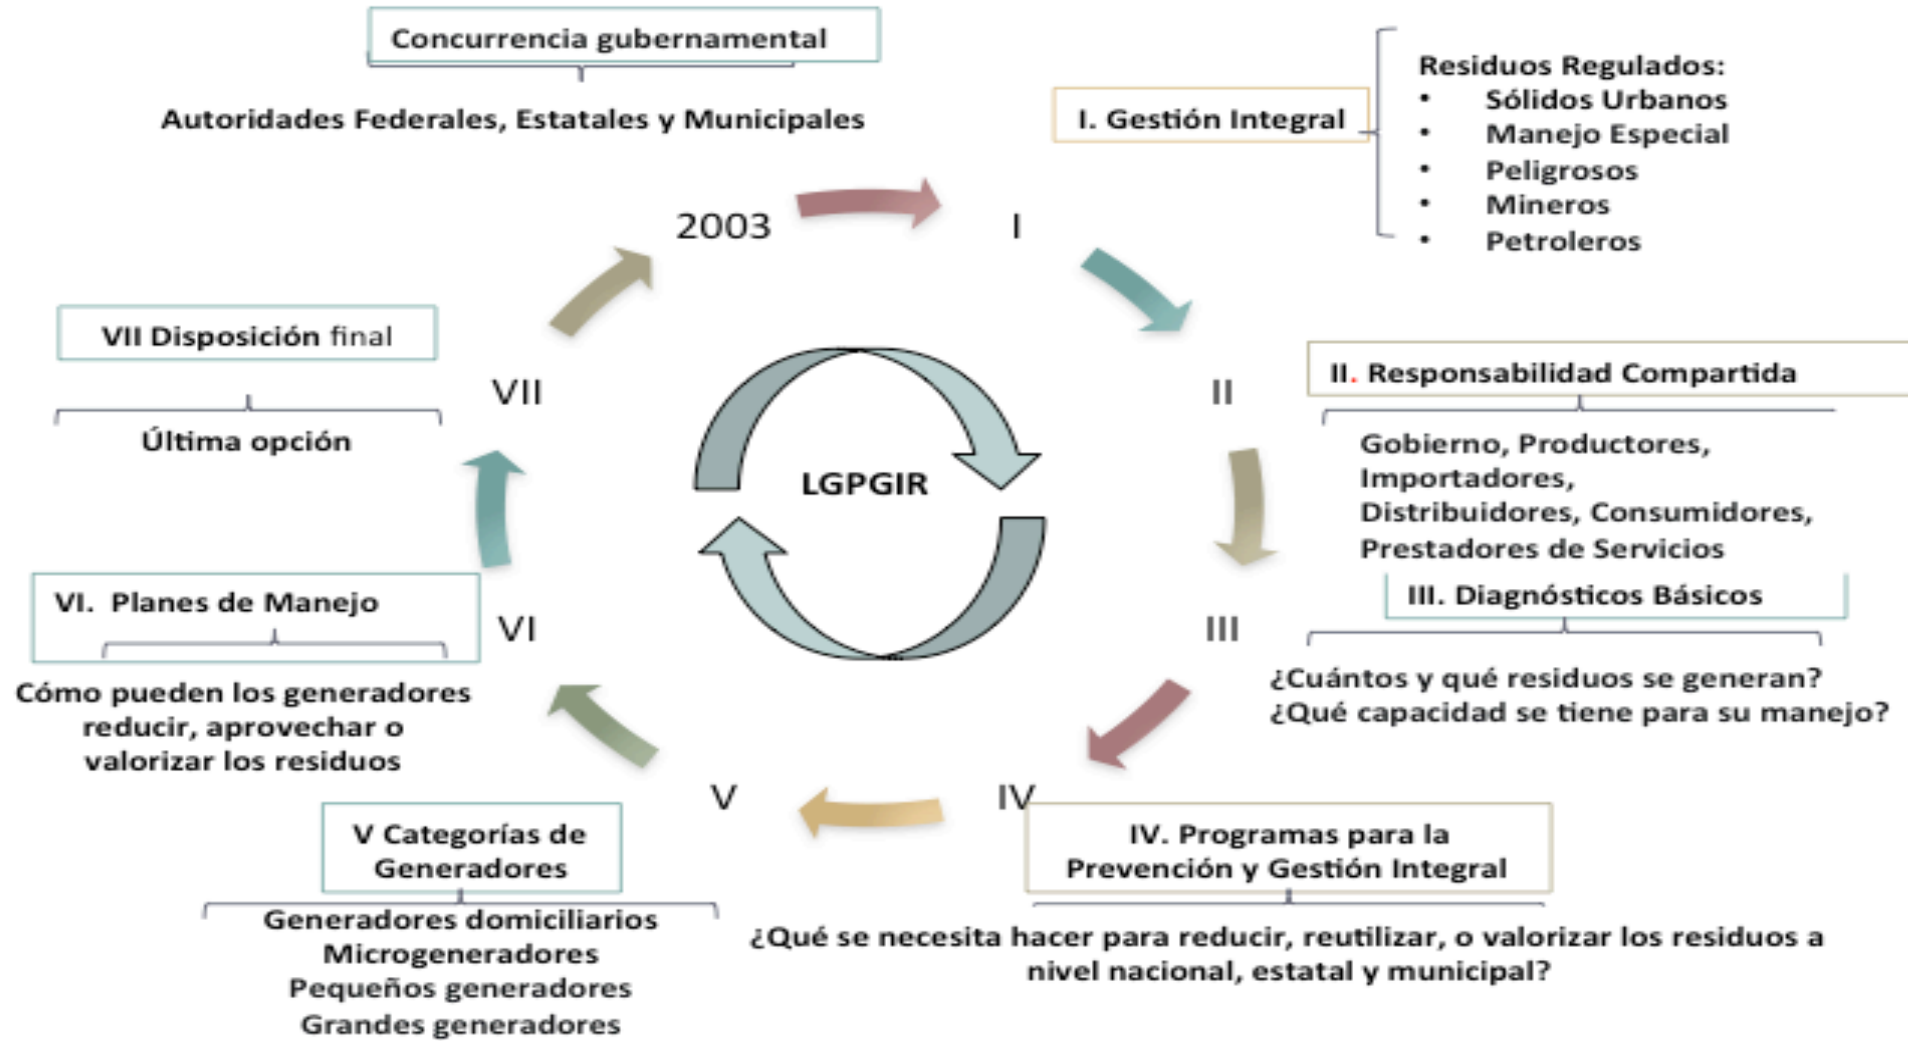 Concurrencia gubernamental
Autoridades Federales, Estatales y Municipales
I. Gestión Integral
Residuos Regulados:
• Sólidos Urbanos
• Manejo Especial
• Peligrosos
• Mineros
• Petroleros
2003
I
II
III
IV
V
VI
VII
LGPGIR
II. Responsabilidad Compartida
Gobierno, Productores,
Importadores,
Distribuidores, Consumidores,
Prestadores de Servicios
III. Diagnósticos Básicos
¿Cuántos y qué residuos se generan?
¿Qué capacidad se tiene para su manejo?
IV. Programas para la
Prevención y Gestión Integral
¿Qué se necesita hacer para reducir, reutilizar, o valorizar los residuos a
nivel nacional, estatal y municipal?
V Categorías de
Generadores
Generadores domiciliarios
Microgeneradores
Pequeños generadores
Grandes generadores
VI. Planes de Manejo
Cómo pueden los generadores
reducir, aprovechar o
valorizar los residuos
VII Disposición final
Última opción